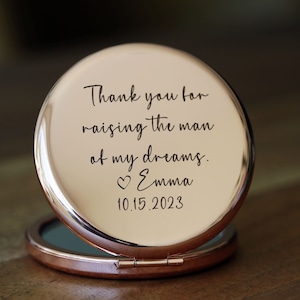 Thank you for
raising the man
of my dreams.
♡ Emma
10.15.2023